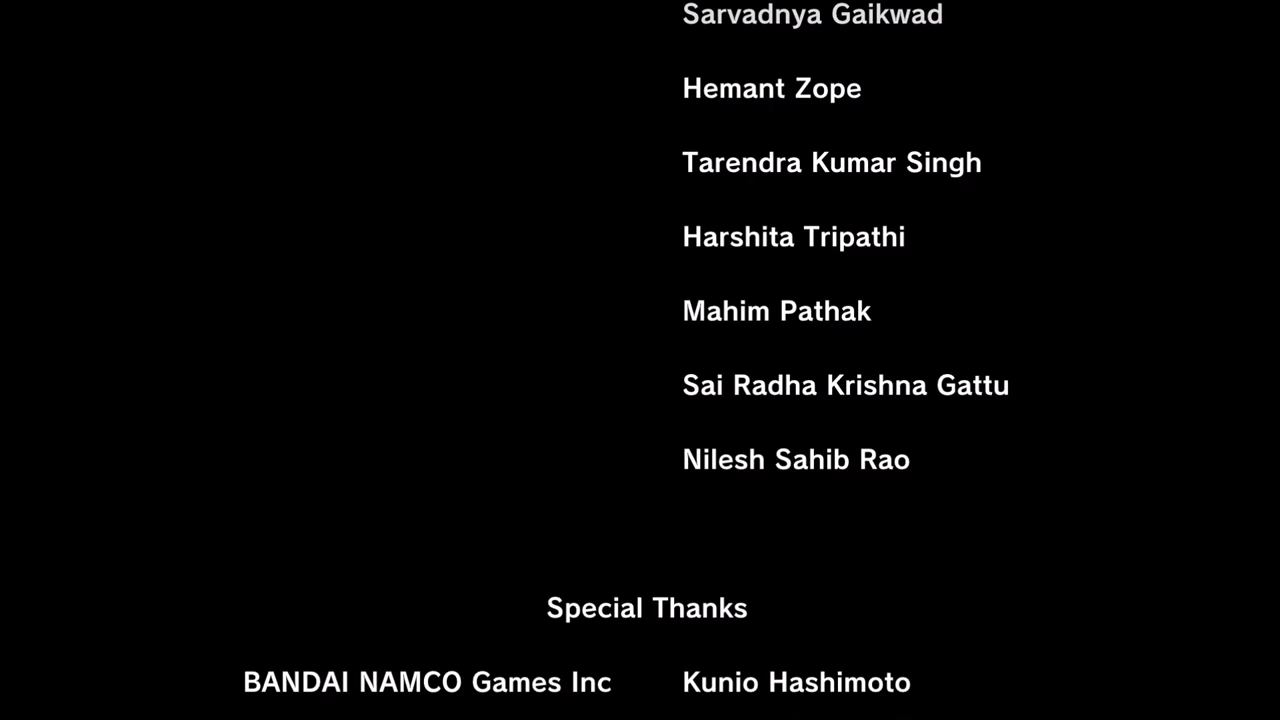 Sarvadnya Gaikwad
Hemant Zope
Tarendra Kumar Singh
Harshita Tripathi
Mahim Pathak
Sai Radha Krishna Gattu
Nilesh Sahib Rao
Special Thanks
BANDAI NAMCO Games Inc Kunio Hashimoto